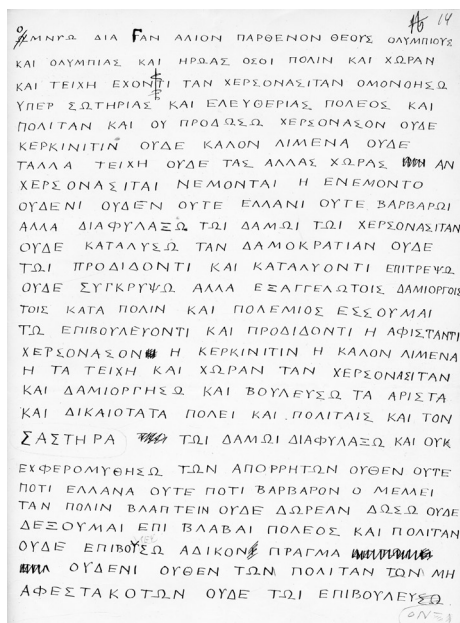 14
ΟΜΝΥΩ ΔΙΑ ΓΑΝ ΑΛΙΟΝ ΠΑΡΘΕΝΟΝ ΘΕΟΥΣ ΟΛΥΜΠΙΟΥΣ
ΚΑΙ ΟΛΥΜΠΙΑΣ ΚΑΙ ΗΡΩΑΣ ΟΣΟΙ ΠΟΛΙΝ ΚΑΙ ΧΩΡΑΝ
ΚΑΙ ΤΕΙΧΗ ΕΧΟΝΤΙ ΤΑΝ ΧΕΡΣΟΝΑΣΙΤΑΝ ΟΜΟΝΟΗΣΩ
ΥΠΕΡ ΣΩΤΗΡΙΑΣ ΚΑΙ ΕΛΕΥΘΕΡΙΑΣ ΠΟΛΕΟΣ ΚΑΙ
ΠΟΛΙΤΑΝ ΚΑΙ ΟΥ ΠΡΟΔΩΣΩ ΧΕΡΣΟΝΑΣΟΝ ΟΥΔΕ
ΚΕΡΚΙΝΙΤΙΝ ΟΥΔΕ ΚΑΛΟΝ ΛΙΜΕΝΑ ΟΥΔΕ
ΤΑΛΛΑ ΤΕΙΧΗ ΟΥΔΕ ΤΑΣ ΑΛΛΑΣ ΧΩΡΑΣ ΑΝ
ΧΕΡΣΟΝΑΣΙΤΑΙ ΝΕΜΟΝΤΑΙ Η ΕΝΕΜΟΝΤΟ
ΟΥΔΕΝΙ ΟΥΔΕΝ ΟΥΤΕ ΕΛΛΑΝΙ ΟΥΤΕ ΒΑΡΒΑΡΩΙ
ΑΛΛΑ ΔΙΑΦΥΛΑΞΩ ΤΩΙ ΔΑΜΩΙ ΤΩΙ ΧΕΡΣΟΝΑΣΙΤΑΝ
ΟΥΔΕ ΚΑΤΑΛΥΣΩ ΤΑΝ ΔΑΜΟΚΡΑΤΙΑΝ ΟΥΔΕ
ΤΩΙ ΠΡΟΔΙΔΟΝΤΙ ΚΑΙ ΚΑΤΑΛΥΟΝΤΙ ΕΠΙΤΡΕΨΩ
ΟΥΔΕ ΣΥΓΚΡΥΨΩ ΑΛΛΑ ΕΞΑΓΓΕΛΩΤΟΙΣ ΔΑΜΙΟΡΓΟΙΣ
ΤΟΙΣ ΚΑΤΑ ΠΟΛΙΝ ΚΑΙ ΠΟΛΕΜΙΟΣ ΕΣΣΟΥΜΑΙ
ΤΩ ΕΠΙΒΟΥΛΕΥΟΝΤΙ ΚΑΙ ΠΡΟΔΙΔΟΝΤΙ Η ΑΦΙΣΤΑΝΤΙ
ΧΕΡΣΟΝΑΣΟΝ Η ΚΕΡΚΙΝΙΤΙΝ Η ΚΑΛΟΝ ΛΙΜΕΝΑ
Η ΤΑ ΤΕΙΧΗ ΚΑΙ ΧΩΡΑΝ ΤΑΝ ΧΕΡΣΟΝΑΣΙΤΑΝ
ΚΑΙ ΔΑΜΙΟΡΓΗΣΩ ΚΑΙ ΒΟΥΛΕΥΣΩ ΤΑ ΑΡΙΣΤΑ
ΚΑΙ ΔΙΚΑΙΟΤΑΤΑ ΠΟΛΕΙ ΚΑΙ ΠΟΛΙΤΑΙΣ ΚΑΙ ΤΟΝ
ΣΑΣΤΗΡΑ ΤΩΙ ΔΑΜΩΙ ΔΙΑΦΥΛΑΞΩ ΚΑΙ ΟΥΚ
ΕΧΦΕΡΟΜΥΘΗΣΩ ΤΩΝ ΑΠΟΡΡΗΤΩΝ ΟΥΘΕΝ ΟΥΤΕ
ΠΟΤΙ ΕΛΛΑΝΑ ΟΥΤΕ ΠΟΤΙ ΒΑΡΒΑΡΟΝ Ο ΜΕΛΛΕΙ
ΤΑΝ ΠΟΛΙΝ ΒΛΑΠΤΕΙΝ ΟΥΔΕ ΔΩΡΕΑΝ ΔΩΣΩ ΟΥΔΕ
ΔΕΞΟΥΜΑΙ ΕΠΙ ΒΛΑΒΑΙ ΠΟΛΕΟΣ ΚΑΙ ΠΟΛΙΤΑΝ
ΟΥΔΕ ΑΔΙΚΟΝ ΠΡΑΓΜΑ
ΟΥΔΕΝΙ ΟΥΘΕΝ ΤΩΝ ΠΟΛΙΤΑΝ ΤΩΝ ΜΗ
ΑΦΕΣΤΑΚΟΤΩΝ ΟΥΔΕ ΤΩΙ ΕΠΙΒΟΥΛΕΥΣΩ